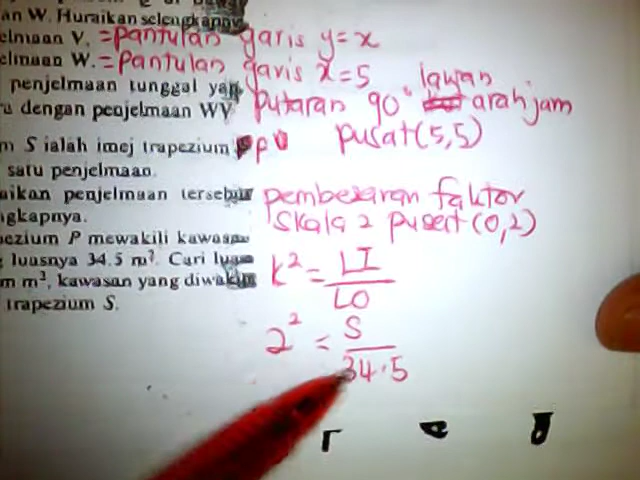 an W. Huraikan selengkapnya
elmaan V. = pantulan garis y = x
elmaan W. = Pantulan garis x = 5
penjelmaan tunggal yang putaran 90° lawan arah jam
dengan penjelmaan WV pusat (5,5)
m S ialah imej trapezium P
satu penjelmaan.
aikan penjelmaan tersebut pembesaran faktor
gkapnya. Skala 2 pusat (0,2)
ezium P mewakili kawasan
luasnya 34.5 m². Cari luas K² = LI / LO
m m², kawasan yang diwakili
trapezium S.
2² = S / 34.5